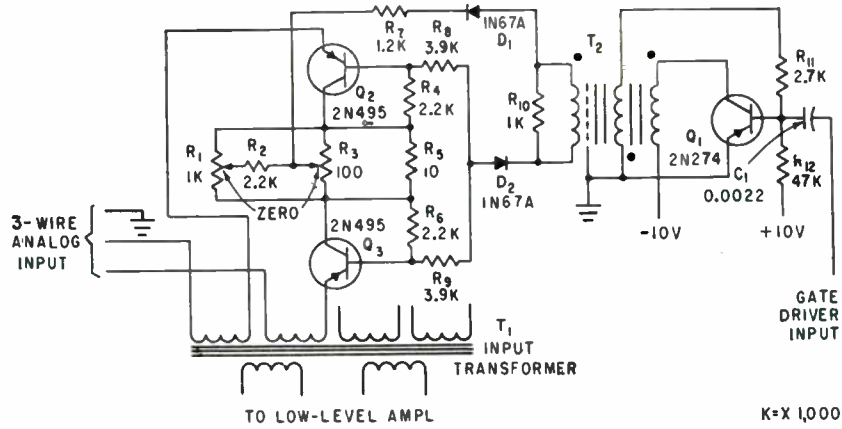 R7
1.2K
1N67A
D1
R8
3.9K
T2
R11
2.7K
Q2
2N495
R4
2.2K
R10
1K
Q1
2N274
R1
1K
R2
2.2K
R3
100
R5
10
D2
1N67A
C1
0.0022
R12
47K
ZERO
3-WIRE
ANALOG
INPUT
2N495
Q3
R6
2.2K
R9
3.9K
-10V
+10V
GATE
DRIVER
INPUT
T1
INPUT
TRANSFORMER
TO LOW-LEVEL AMPL
K=X 1,000